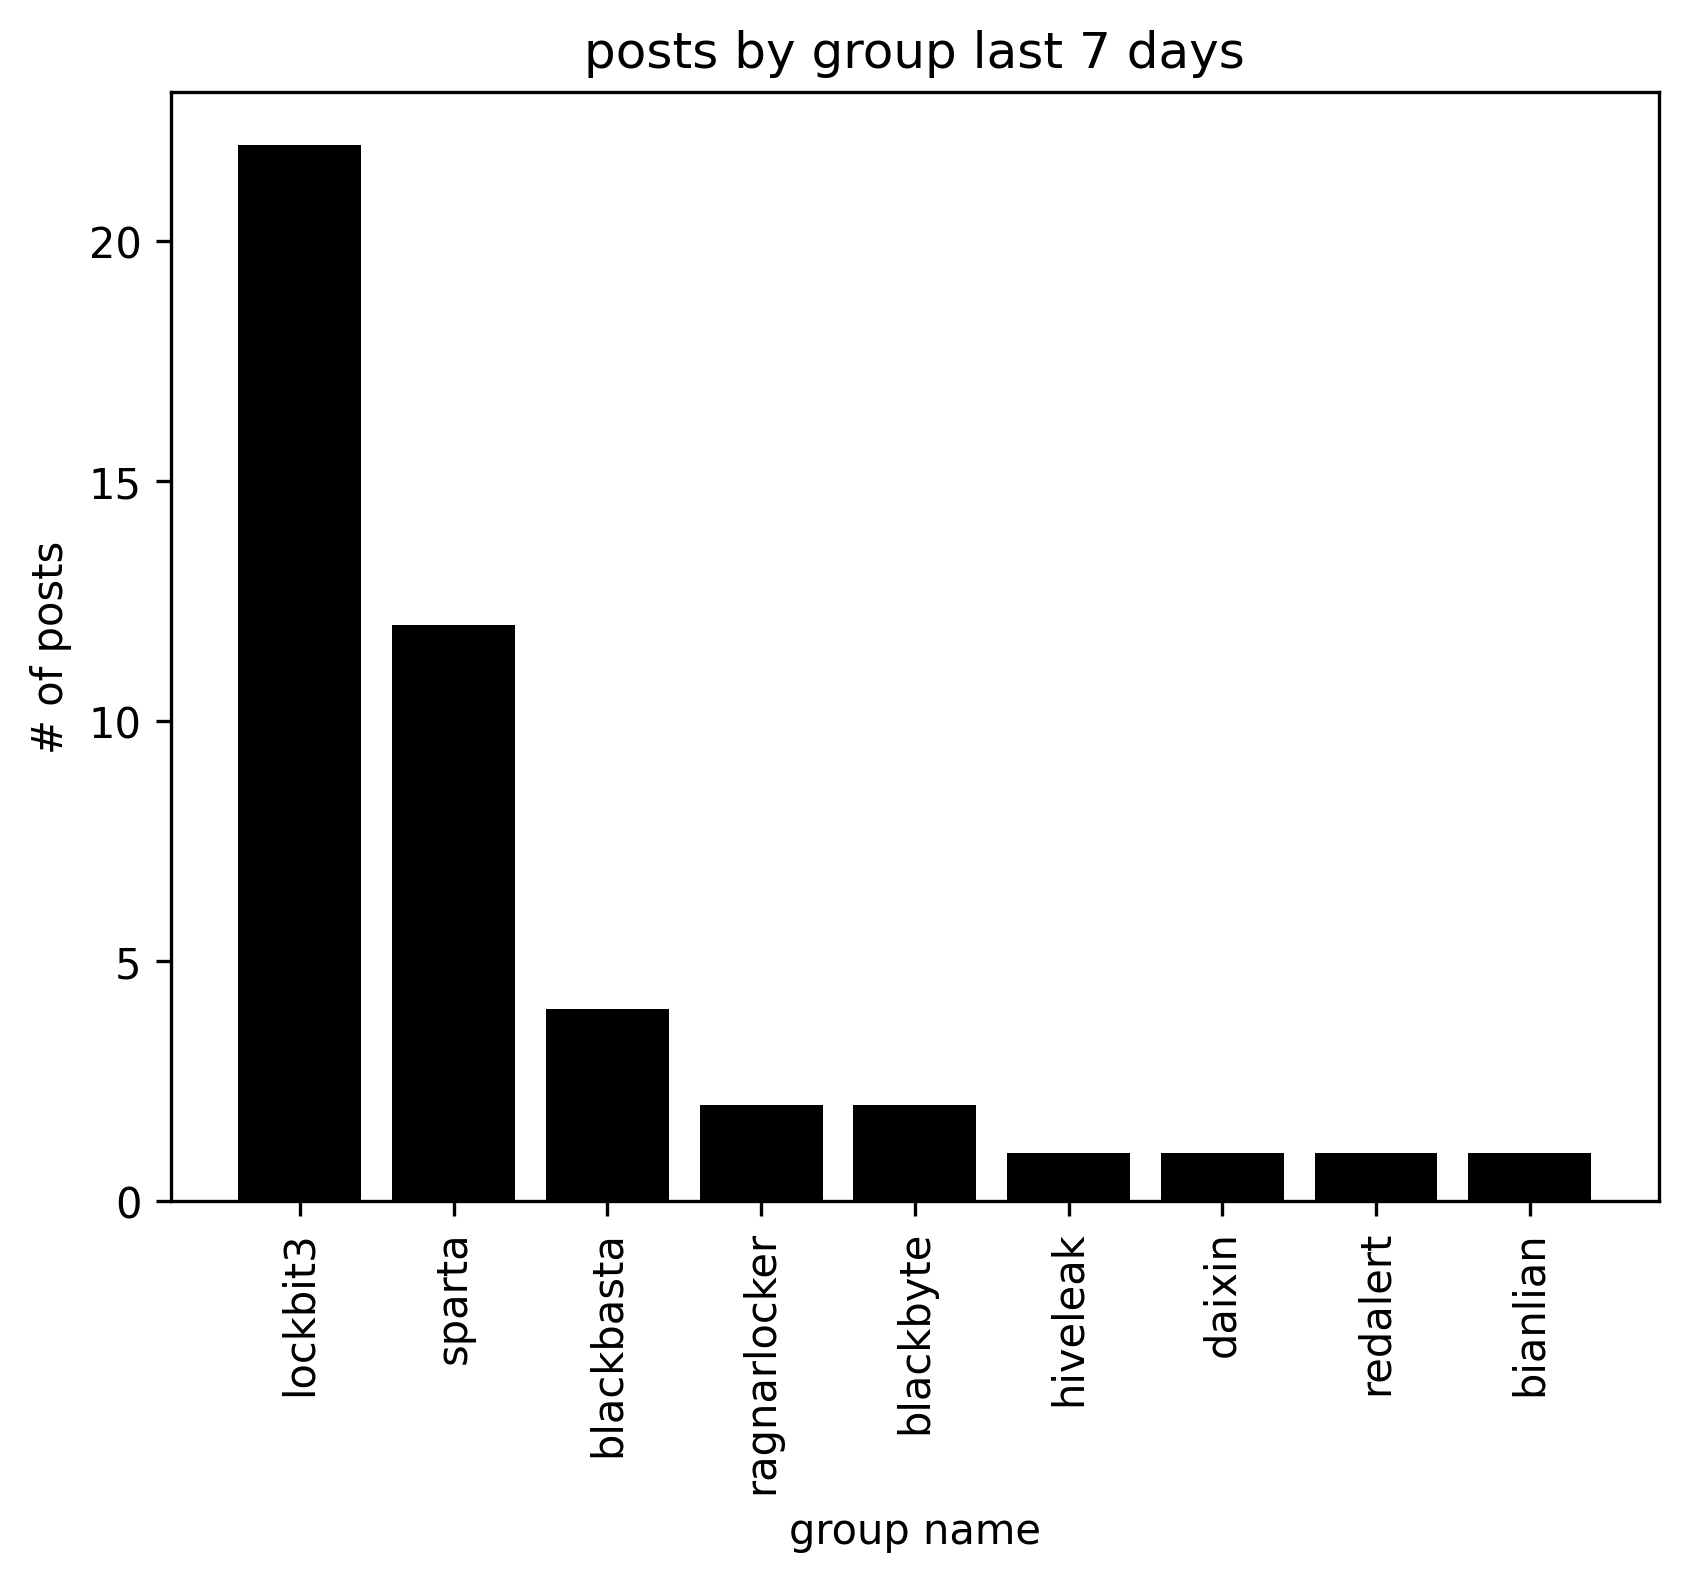 posts by group last 7 days
# of posts
20
15
10
5
0
lockbit3
sparta
blackbasta
ragnarlocker
blackbyte
hiveleak
daixin
redalert
bianlian
group name